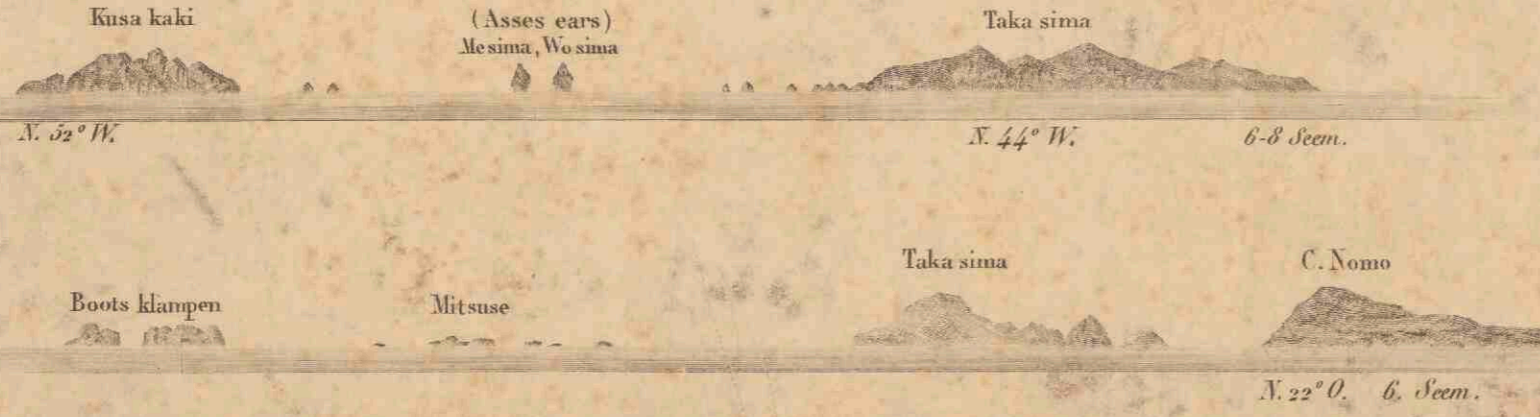 Kusa kaki
(Asses ears)
Me sima, Wo sima
Taka sima
N. 52° W.
N. 44° W.
6-8 Seem.
Boots klampen
Mitsuse
Taka sima
C. Nomo
N. 22° O. 6. Seem.